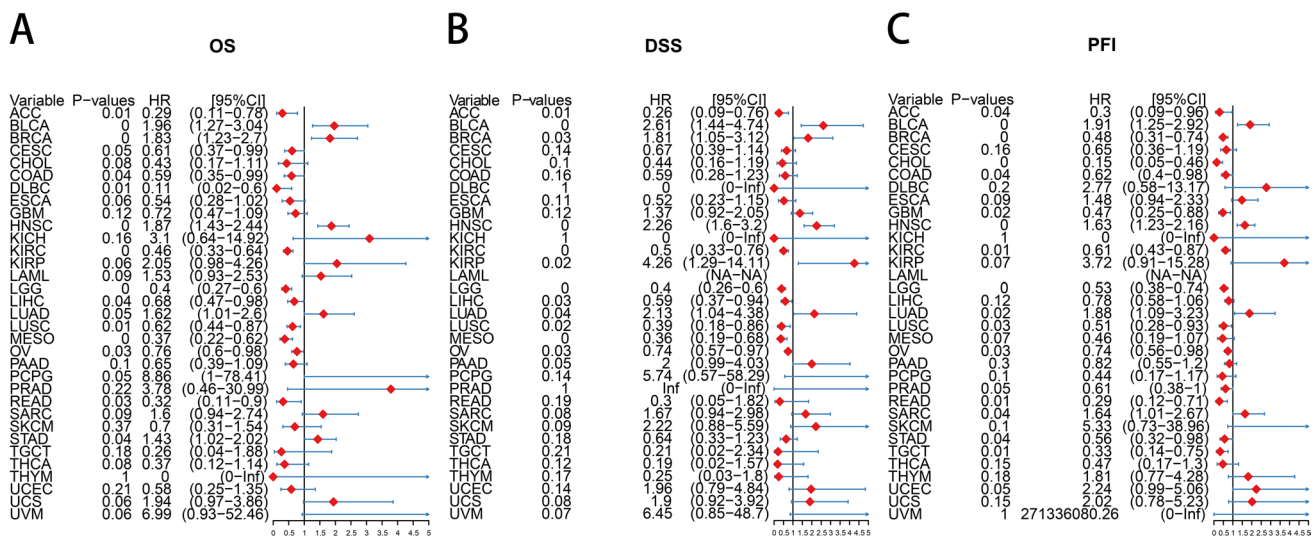 A
OS
Variable P−values HR [95%CI]
ACC 0.01 0.29 (0.11−0.78)
BLCA 0 1.96 (1.27−3.04)
BRCA 0 1.83 (1.23−2.7)
CESC 0.05 0.61 (0.37−0.99)
CHOL 0.08 0.43 (0.17−1.11)
COAD 0.04 0.59 (0.35−0.99)
DLBC 0.01 0.11 (0.02−0.6)
ESCA 0.06 0.54 (0.28−1.02)
GBM 0.12 0.72 (0.47−1.09)
HNSC 0 1.87 (1.43−2.44)
KICH 0.16 3.1 (0.64−14.92)
KIRC 0 0.46 (0.33−0.64)
KIRP 0.06 2.05 (0.98−4.26)
LAML 0.09 1.53 (0.93−2.53)
LGG 0 0.4 (0.27−0.6)
LIHC 0.04 0.68 (0.47−0.98)
LUAD 0.05 1.62 (1.01−2.6)
LUSC 0.01 0.62 (0.44−0.87)
MESO 0 0.37 (0.22−0.62)
OV 0.03 0.76 (0.6−0.98)
PAAD 0.1 0.65 (0.39−1.09)
PCPG 0.05 8.86 (1−78.41)
PRAD 0.22 3.78 (0.46−30.99)
READ 0.03 0.32 (0.11−0.9)
SARC 0.09 1.6 (0.94−2.74)
SKCM 0.37 0.7 (0.31−1.54)
STAD 0.04 1.43 (1.02−2.02)
TGCT 0.18 0.26 (0.04−1.88)
THCA 0.08 0.37 (0.12−1.14)
THYM 1 0 (0−Inf)
UCEC 0.21 0.58 (0.25−1.35)
UCS 0.06 1.94 (0.97−3.86)
UVM 0.06 6.99 (0.93−52.46)
0 0.5 1 1.5 2 2.5 3 3.5 4 4.5 5
B
DSS
Variable P−values HR [95%CI]
ACC 0.01 0.26 (0.09−0.76)
BLCA 0 2.61 (1.44−4.74)
BRCA 0.03 1.81 (1.05−3.12)
CESC 0.14 0.67 (0.39−1.14)
CHOL 0.1 0.44 (0.16−1.19)
COAD 0.16 0.59 (0.28−1.23)
DLBC 1 0 (0−Inf)
ESCA 0.11 0.52 (0.23−1.15)
GBM 0.12 1.37 (0.92−2.05)
HNSC 0 2.26 (1.6−3.2)
KICH 1 0 (0−Inf)
KIRC 0 0.5 (0.33−0.76)
KIRP 0.02 4.26 (1.29−14.11)
LAML (NA−NA)
LGG 0 0.4 (0.26−0.6)
LIHC 0.03 0.59 (0.37−0.94)
LUAD 0.04 2.13 (1.04−4.38)
LUSC 0.02 0.39 (0.18−0.86)
MESO 0 0.36 (0.19−0.68)
OV 0.03 0.74 (0.57−0.97)
PAAD 0.05 2 (0.99−4.03)
PCPG 0.14 5.74 (0.57−58.29)
PRAD 1 Inf (0−Inf)
READ 0.19 0.3 (0.05−1.82)
SARC 0.08 1.67 (0.94−2.98)
SKCM 0.09 2.22 (0.88−5.59)
STAD 0.18 0.64 (0.33−1.23)
TGCT 0.21 0.21 (0.02−2.34)
THCA 0.12 0.19 (0.02−1.57)
THYM 0.17 0.25 (0.03−1.8)
UCEC 0.14 1.96 (0.79−4.84)
UCS 0.08 1.9 (0.92−3.92)
UVM 0.07 6.45 (0.85−48.7)
0 0.5 1 1.5 2 2.5 3 3.5 4 4.5 5
C
PFI
Variable P−values HR [95%CI]
ACC 0.04 0.3 (0.09−0.96)
BLCA 0 1.91 (1.25−2.92)
BRCA 0 0.48 (0.31−0.74)
CESC 0.16 0.65 (0.36−1.19)
CHOL 0 0.15 (0.05−0.46)
COAD 0.04 0.62 (0.4−0.98)
DLBC 0.2 2.77 (0.58−13.17)
ESCA 0.09 1.48 (0.94−2.33)
GBM 0.02 0.47 (0.25−0.88)
HNSC 0 1.63 (1.23−2.16)
KICH 1 0 (0−Inf)
KIRC 0.01 0.61 (0.43−0.87)
KIRP 0.07 3.72 (0.91−15.28)
LAML (NA−NA)
LGG 0 0.53 (0.38−0.74)
LIHC 0.12 0.78 (0.58−1.06)
LUAD 0.02 1.88 (1.09−3.23)
LUSC 0.03 0.51 (0.28−0.93)
MESO 0.07 0.46 (0.19−1.07)
OV 0.03 0.74 (0.56−0.98)
PAAD 0.3 0.82 (0.55−1.2)
PCPG 0.1 0.44 (0.17−1.17)
PRAD 0.05 0.61 (0.38−1)
READ 0.01 0.29 (0.12−0.71)
SARC 0.04 1.64 (1.01−2.67)
SKCM 0.1 5.33 (0.73−38.96)
STAD 0.04 0.56 (0.32−0.98)
TGCT 0.01 0.33 (0.14−0.75)
THCA 0.15 0.47 (0.17−1.3)
THYM 0.18 1.81 (0.77−4.28)
UCEC 0.05 2.24 (0.99−5.06)
UCS 0.15 2.02 (0.78−5.23)
UVM 1 271336080.26 (0−Inf)
0 0.5 1 1.5 2 2.5 3 3.5 4 4.5 5